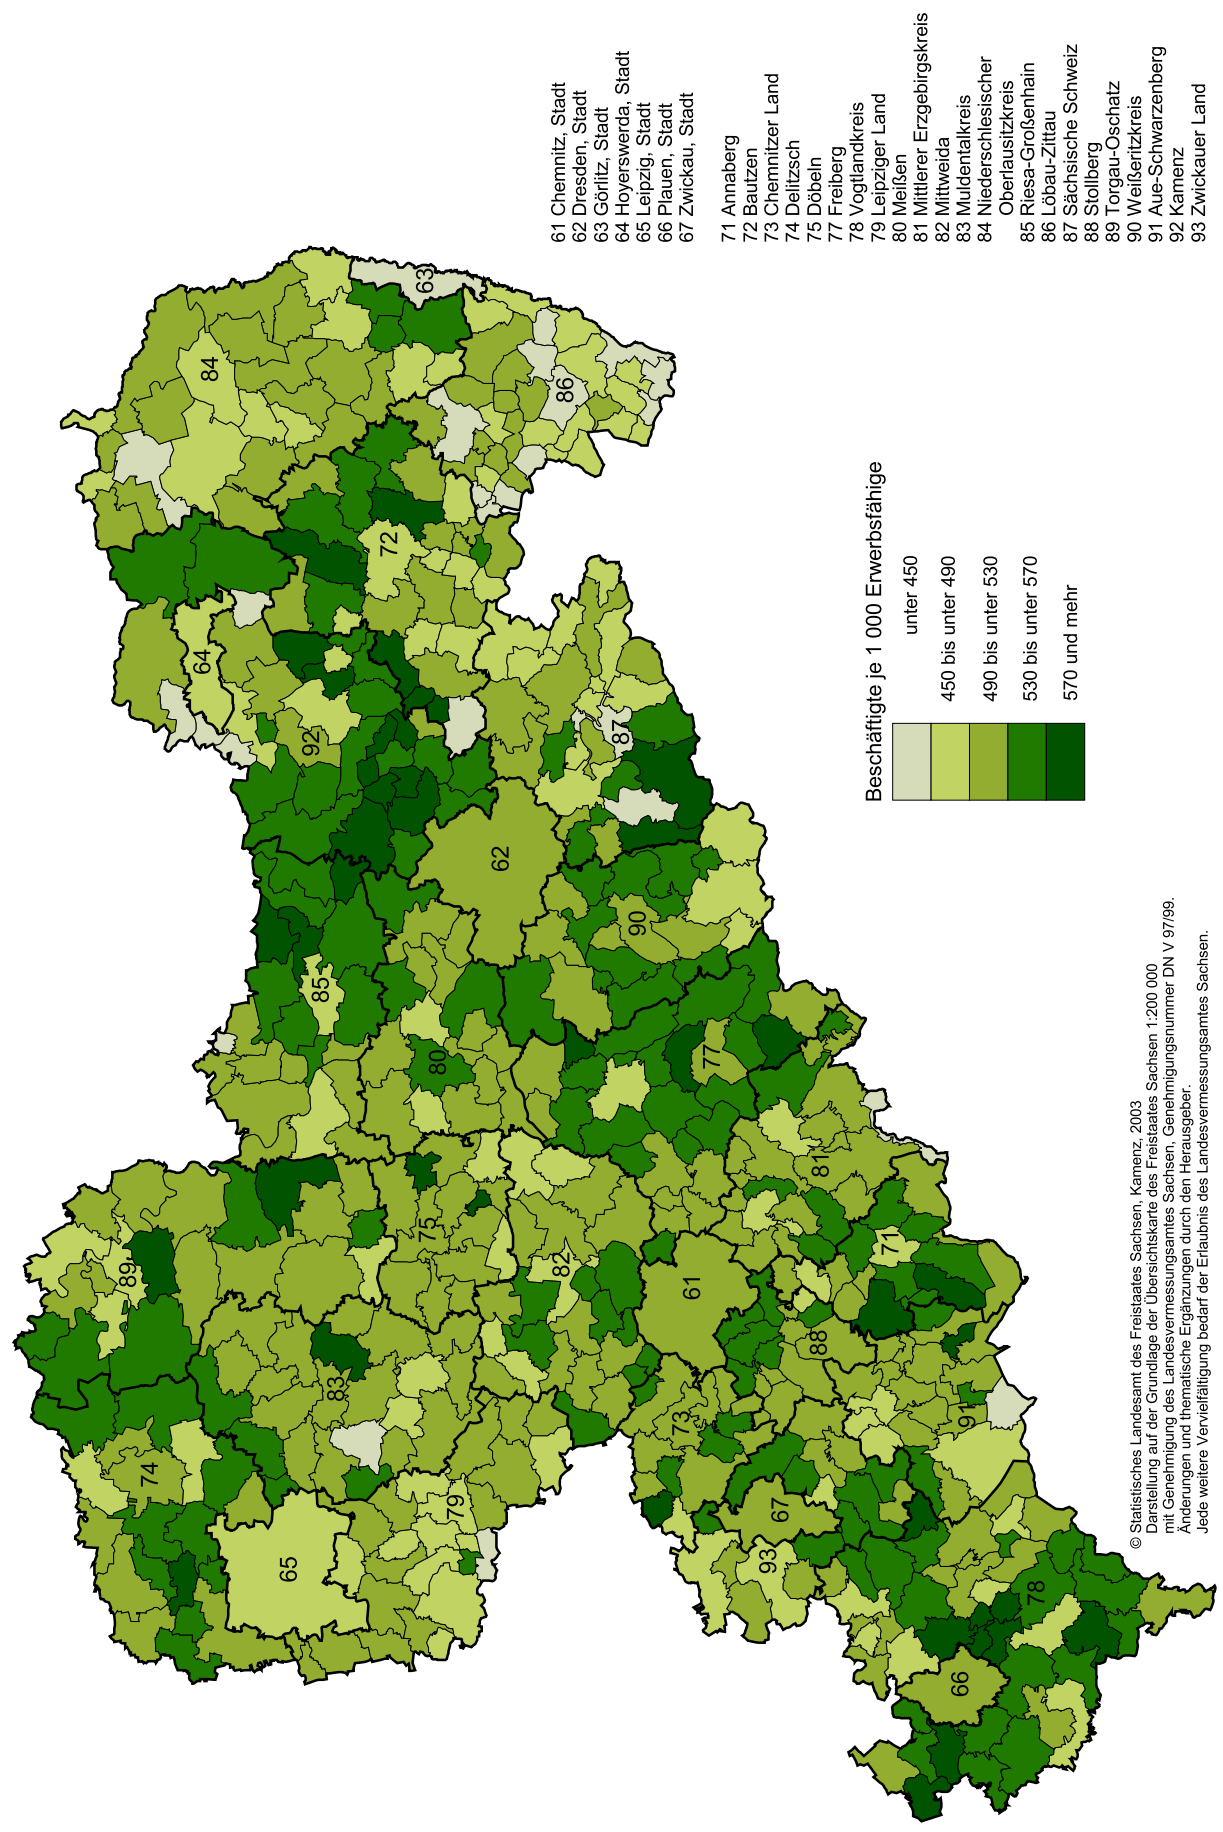 61 Chemnitz, Stadt
62 Dresden, Stadt
63 Görlitz, Stadt
64 Hoyerswerda, Stadt
65 Leipzig, Stadt
66 Plauen, Stadt
67 Zwickau, Stadt
71 Annaberg
72 Bautzen
73 Chemnitzer Land
74 Delitzsch
75 Döbeln
77 Freiberg
78 Vogtlandkreis
79 Leipziger Land
80 Meißen
81 Mittlerer Erzgebirgskreis
82 Mittweida
83 Muldentalkreis
84 Niederschlesischer
Oberlausitzkreis
85 Riesa-Großenhain
86 Löbau-Zittau
87 Sächsische Schweiz
88 Stollberg
89 Torgau-Oschatz
90 Weißeritzkreis
91 Aue-Schwarzenberg
92 Kamenz
93 Zwickauer Land
Beschäftigte je 1 000 Erwerbsfähige
unter 450
450 bis unter 490
490 bis unter 530
530 bis unter 570
570 und mehr
© Statistisches Landesamt des Freistaates Sachsen, Kamenz, 2003
Darstellung auf der Grundlage der Übersichtskarte des Freistaates Sachsen 1:200 000
mit Genehmigung des Landesvermessungsamtes Sachsen, Genehmigungsnummer DN V 97/99.
Änderungen und thematische Ergänzungen durch den Herausgeber.
Jede weitere Vervielfältigung bedarf der Erlaubnis des Landesvermessungsamtes Sachsen.
89
74
65
83
79
75
82
85
80
64
92
84
72
63
86
62
87
90
77
61
81
71
88
73
67
93
91
78
66